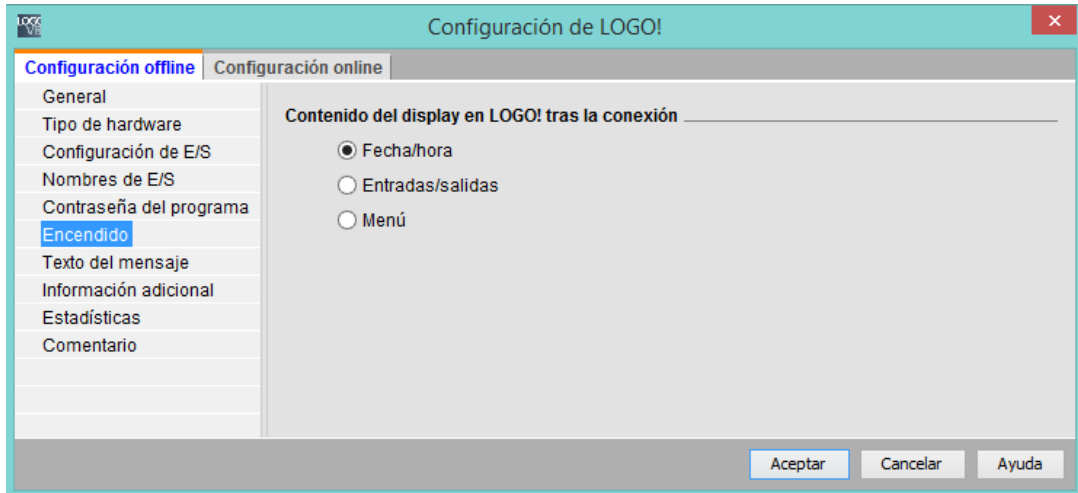 Configuración de LOGO!
Configuración offline Configuración online
General
Tipo de hardware
Configuración de E/S
Nombres de E/S
Contraseña del programa
Encendido
Texto del mensaje
Información adicional
Estadísticas
Comentario
Contenido del display en LOGO! tras la conexión
Fecha/hora
Entradas/salidas
Menú
Aceptar Cancelar Ayuda